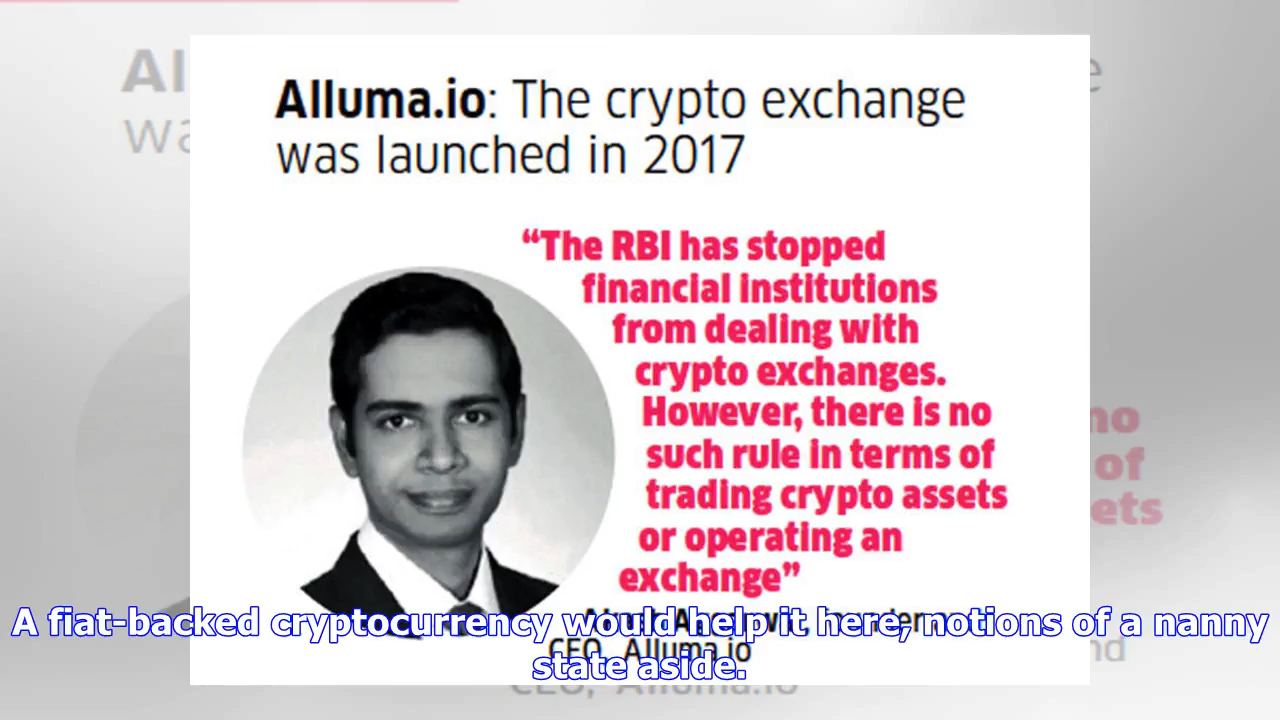 Alluma.io: The crypto exchange
was launched in 2017
“The RBI has stopped
financial institutions
from dealing with
crypto exchanges.
However, there is no
such rule in terms of
trading crypto assets
or operating an
exchange”
CEO, Alluma.io
A fiat-backed cryptocurrency would help it here, notions of a nanny
state aside.